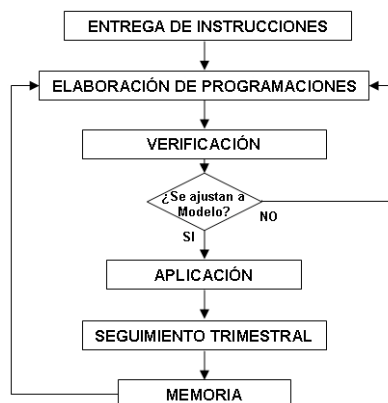 ENTREGA DE INSTRUCCIONES
ELABORACIÓN DE PROGRAMACIONES
VERIFICACIÓN
¿Se ajustan a
Modelo?
NO
SI
APLICACIÓN
SEGUIMIENTO TRIMESTRAL
MEMORIA